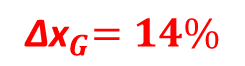 Δx_G = 14%